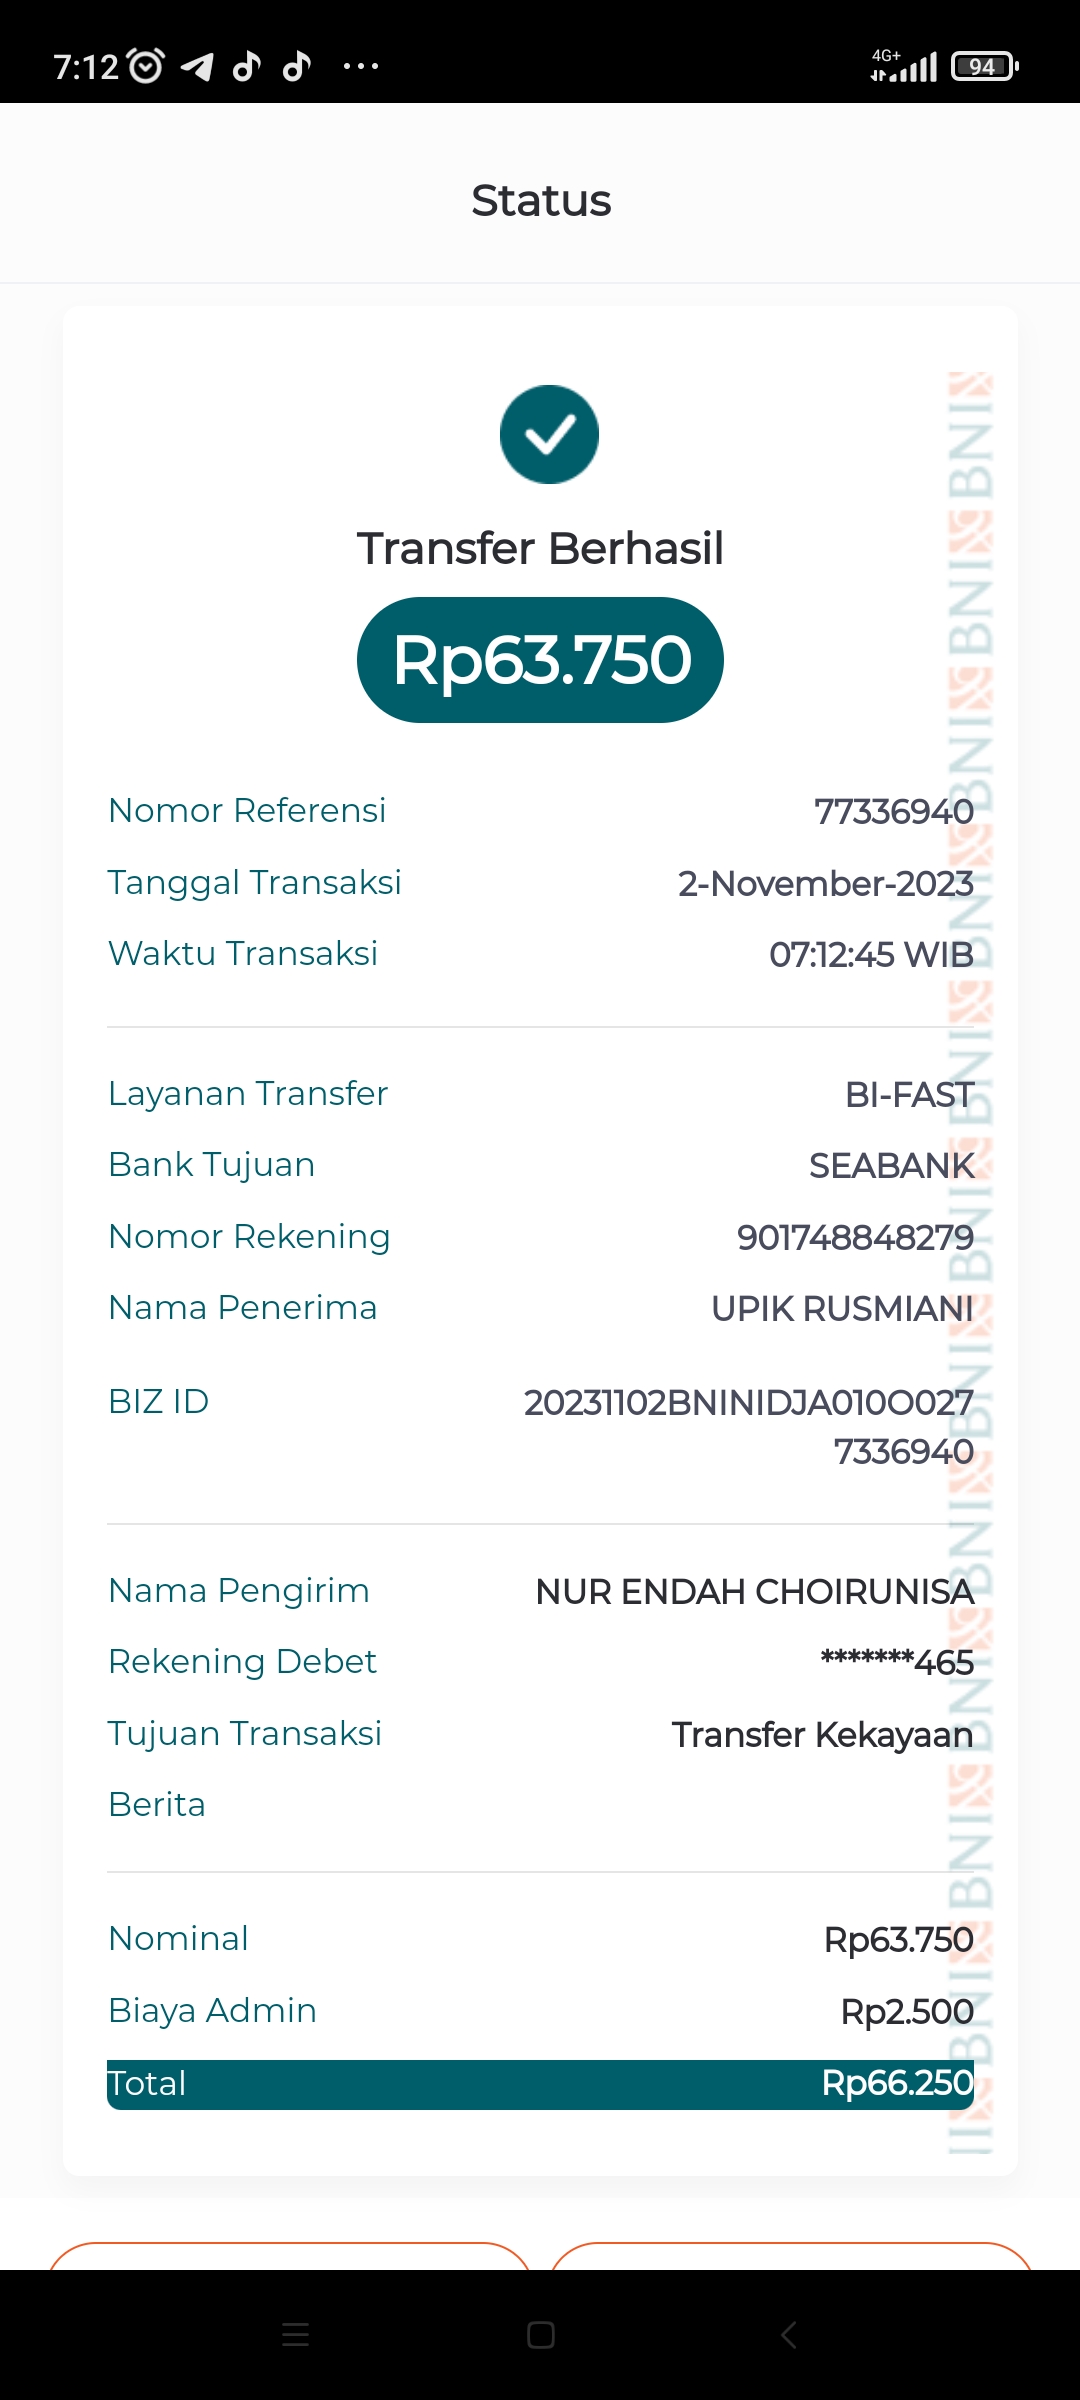 7:12
4G+
94
Status
Transfer Berhasil
Rp63.750
Nomor Referensi 77336940
Tanggal Transaksi 2-November-2023
Waktu Transaksi 07:12:45 WIB
Layanan Transfer BI-FAST
Bank Tujuan SEABANK
Nomor Rekening 901748848279
Nama Penerima UPIK RUSMIANI
BIZ ID 20231102BNINIDJA010O027
7336940
Nama Pengirim NUR ENDAH CHOIRUNISA
Rekening Debet *******465
Tujuan Transaksi Transfer Kekayaan
Berita
Nominal Rp63.750
Biaya Admin Rp2.500
Total Rp66.250
BNI BNI BNI BNI BNI BNI BNI BNI BNI BNI BNI